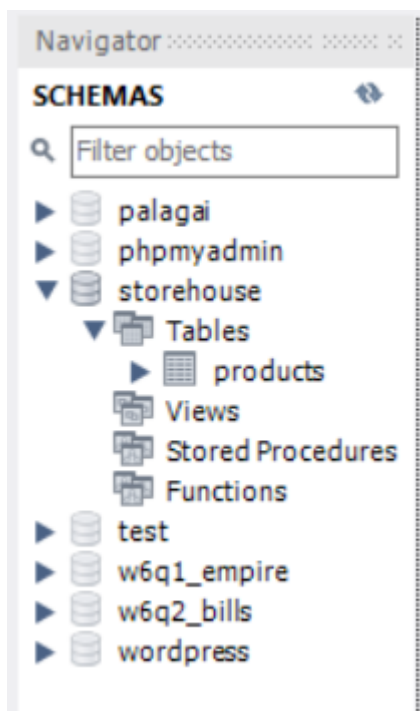 Navigator
SCHEMAS
Filter objects
palagai
phpmyadmin
storehouse
Tables
products
Views
Stored Procedures
Functions
test
w6q1_empire
w6q2_bills
wordpress